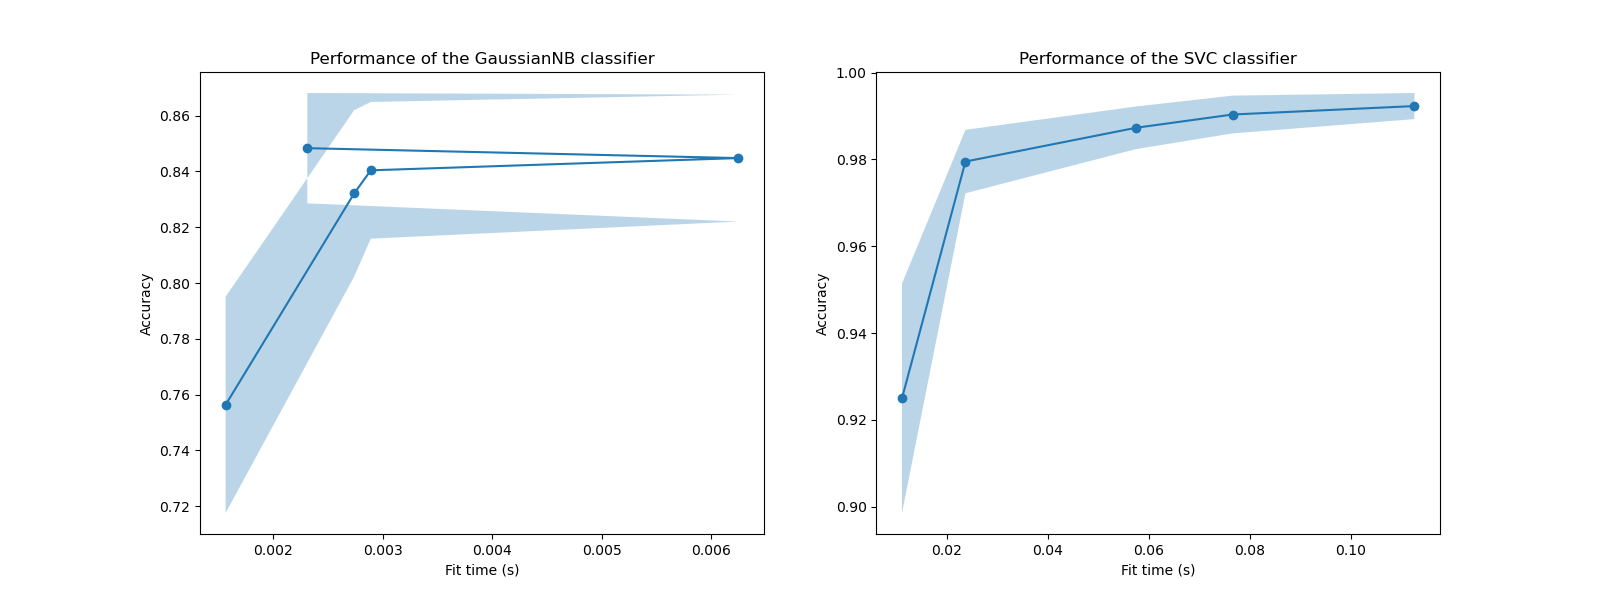 Performance of the GaussianNB classifier
Accuracy
0.86
0.84
0.82
0.80
0.78
0.76
0.74
0.72
0.002 0.003 0.004 0.005 0.006
Fit time (s)
Performance of the SVC classifier
Accuracy
1.00
0.98
0.96
0.94
0.92
0.90
0.02 0.04 0.06 0.08 0.10
Fit time (s)